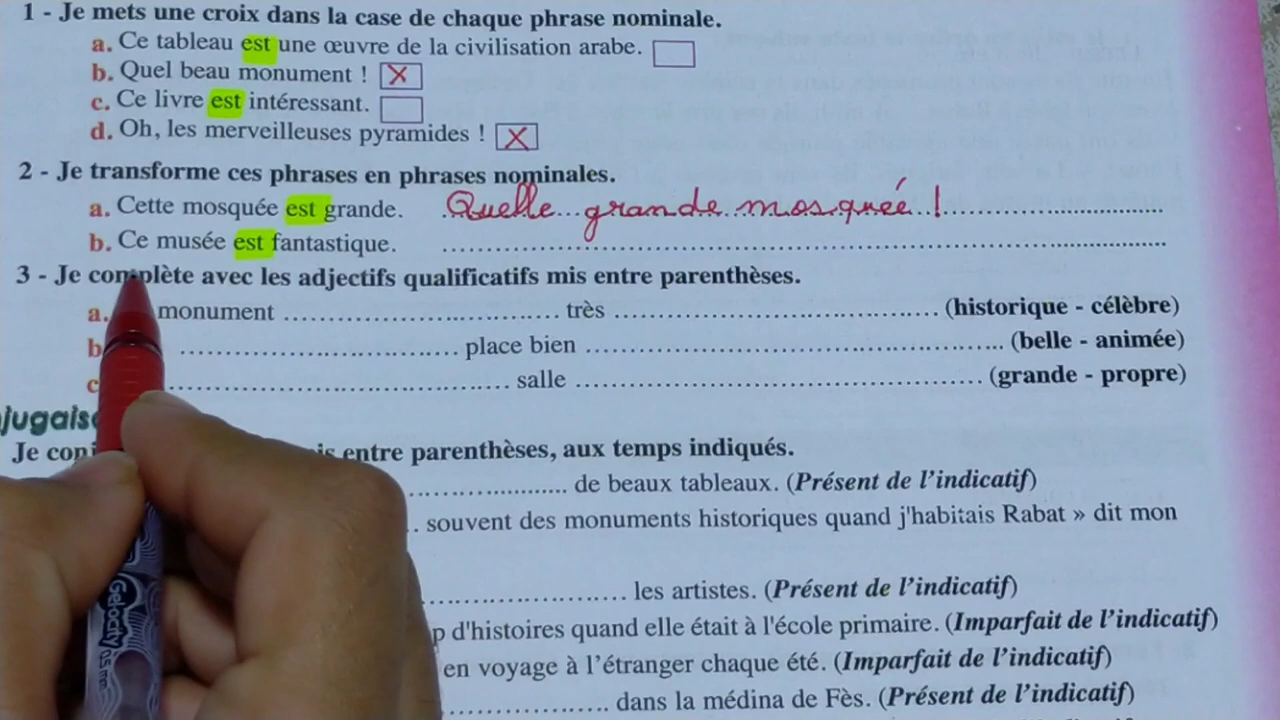 1 - Je mets une croix dans la case de chaque phrase nominale.
a. Ce tableau est une œuvre de la civilisation arabe.
b. Quel beau monument ! X
c. Ce livre est intéressant.
d. Oh, les merveilleuses pyramides ! X
2 - Je transforme ces phrases en phrases nominales.
a. Cette mosquée est grande. Quelle grande mosquée !
b. Ce musée est fantastique. ........................
3 - Je complète avec les adjectifs qualificatifs mis entre parenthèses.
a. monument ........................ très ........................ (historique - célèbre)
b ........................ place bien ........................ (belle - animée)
c ........................ salle ........................ (grande - propre)
Je entre parenthèses, aux temps indiqués.
........................ de beaux tableaux. (Présent de l'indicatif)
. souvent des monuments historiques quand j'habitais Rabat » dit mon
........................ les artistes. (Présent de l'indicatif)
d'histoires quand elle était à l'école primaire. (Imparfait de l'indicatif)
en voyage à l'étranger chaque été. (Imparfait de l'indicatif)
........................ dans la médina de Fès. (Présent de l'indicatif)
Gelocity 0.5 mm